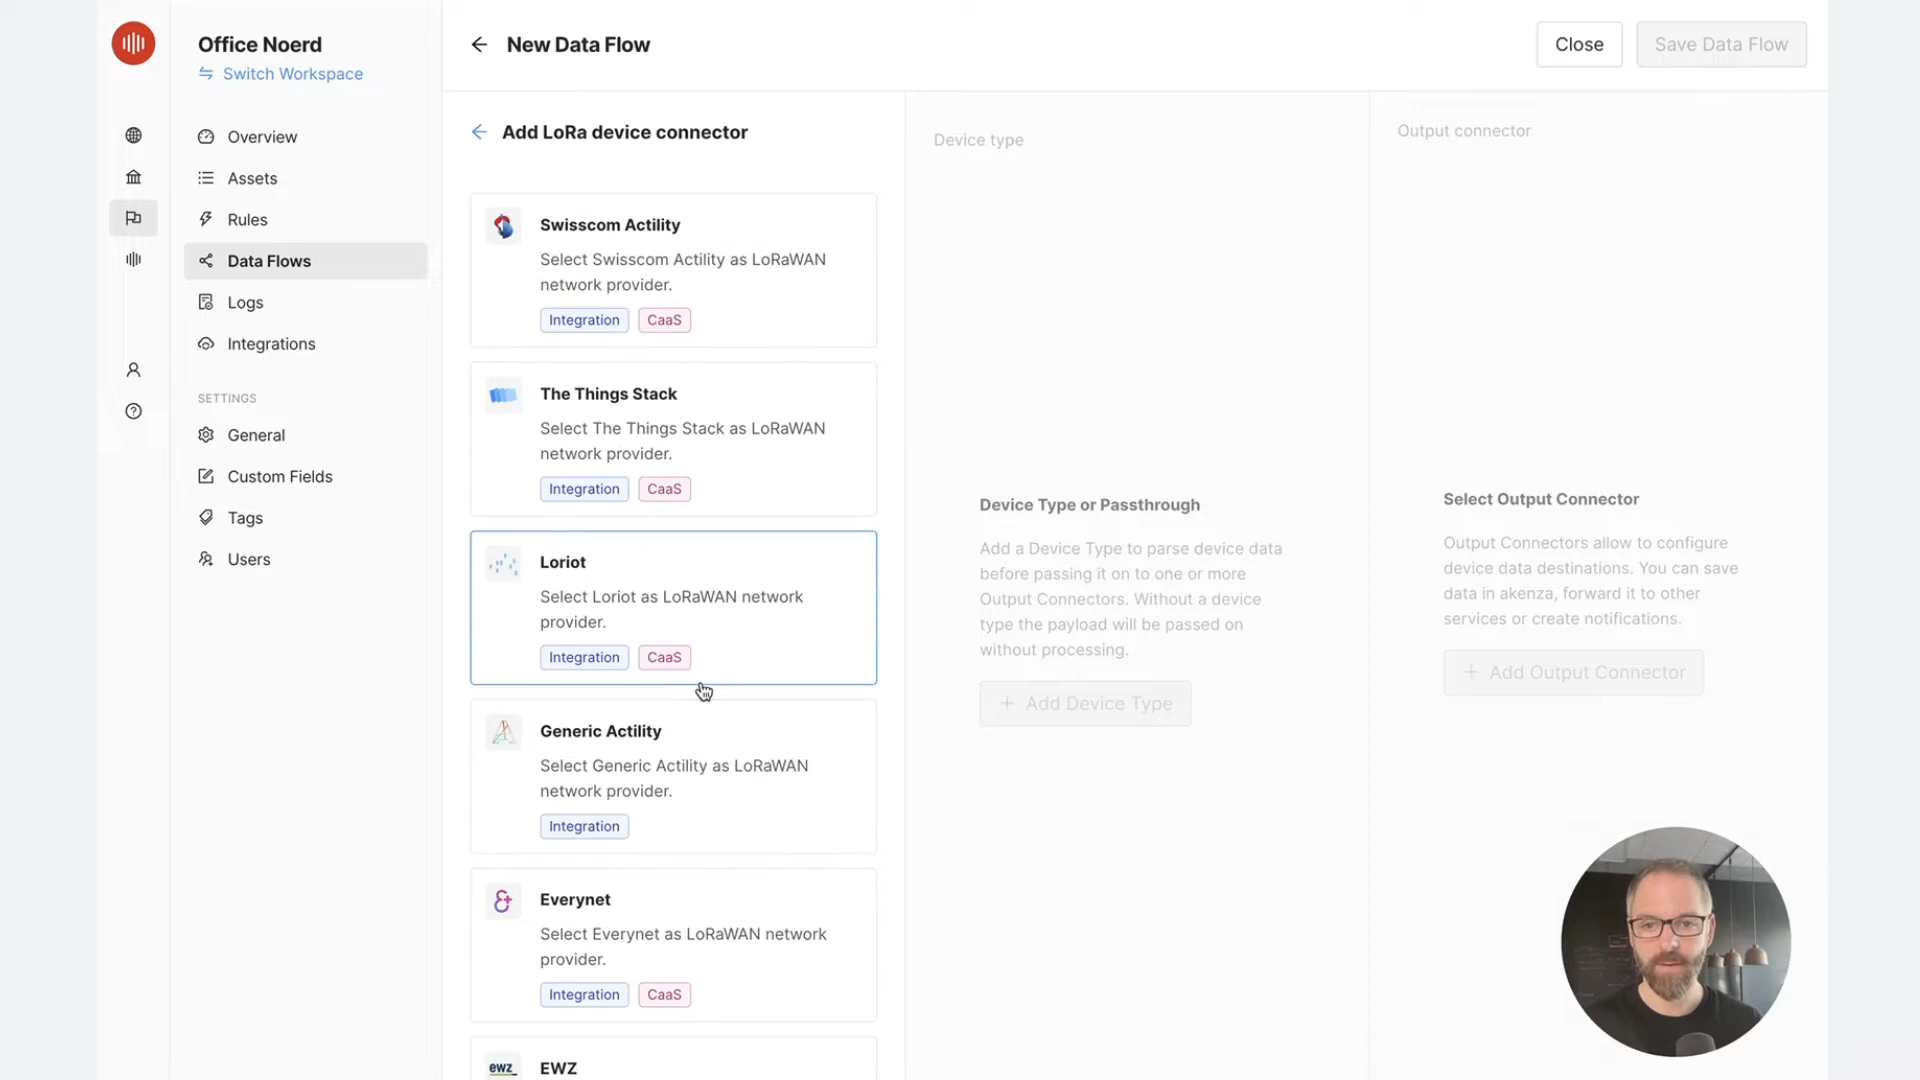 Office Noerd
Switch Workspace
Overview
Assets
Rules
Data Flows
Logs
Integrations
SETTINGS
General
Custom Fields
Tags
Users
New Data Flow
Close
Save Data Flow
Add LoRa device connector
Swisscom Actility
Select Swisscom Actility as LoRaWAN
network provider.
Integration CaaS
The Things Stack
Select The Things Stack as LoRaWAN
network provider.
Integration CaaS
Loriot
Select Loriot as LoRaWAN network
provider.
Integration CaaS
Generic Actility
Select Generic Actility as LoRaWAN
network provider.
Integration
Everynet
Select Everynet as LoRaWAN network
provider.
Integration CaaS
ewz
EWZ
Device type
Device Type or Passthrough
Add a Device Type to parse device data
before passing it on to one or more
Output Connectors. Without a device
type the payload will be passed on
without processing.
+ Add Device Type
Output connector
Select Output Connector
Output Connectors allow to configure
device data destinations. You can save
data in akenza, forward it to other
services or create notifications.
+ Add Output Connector